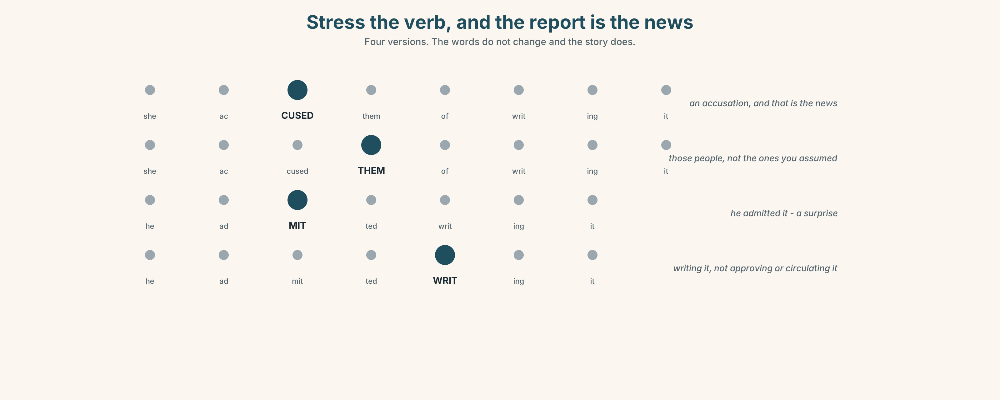 Stress the verb, and the report is the news
Four versions. The words do not change and the story does.
an accusation, and that is the news
she ac CUSED them of writ ing it
those people, not the ones you assumed
she ac cused THEM of writ ing it
he admitted it - a surprise
he ad MIT ted writ ing it
writing it, not approving or circulating it
he ad mit ted WRIT ing it